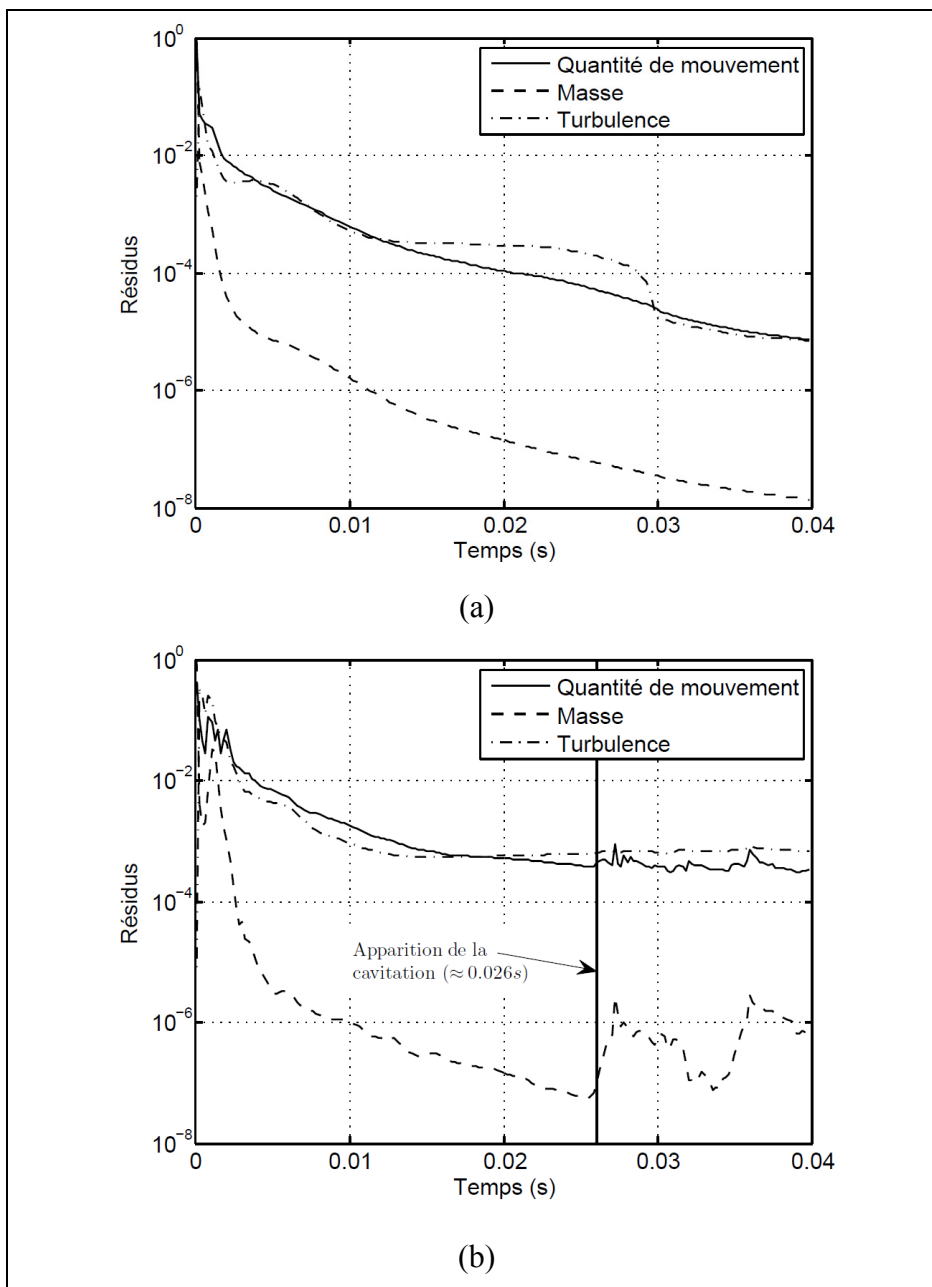 10^0
10^−2
10^−4
10^−6
10^−8
Résidus
Quantité de mouvement
Masse
Turbulence
0 0.01 0.02 0.03 0.04
Temps (s)
(a)
10^0
10^−2
10^−4
10^−6
10^−8
Résidus
Quantité de mouvement
Masse
Turbulence
Apparition de la
cavitation (≈ 0.026s)
0 0.01 0.02 0.03 0.04
Temps (s)
(b)